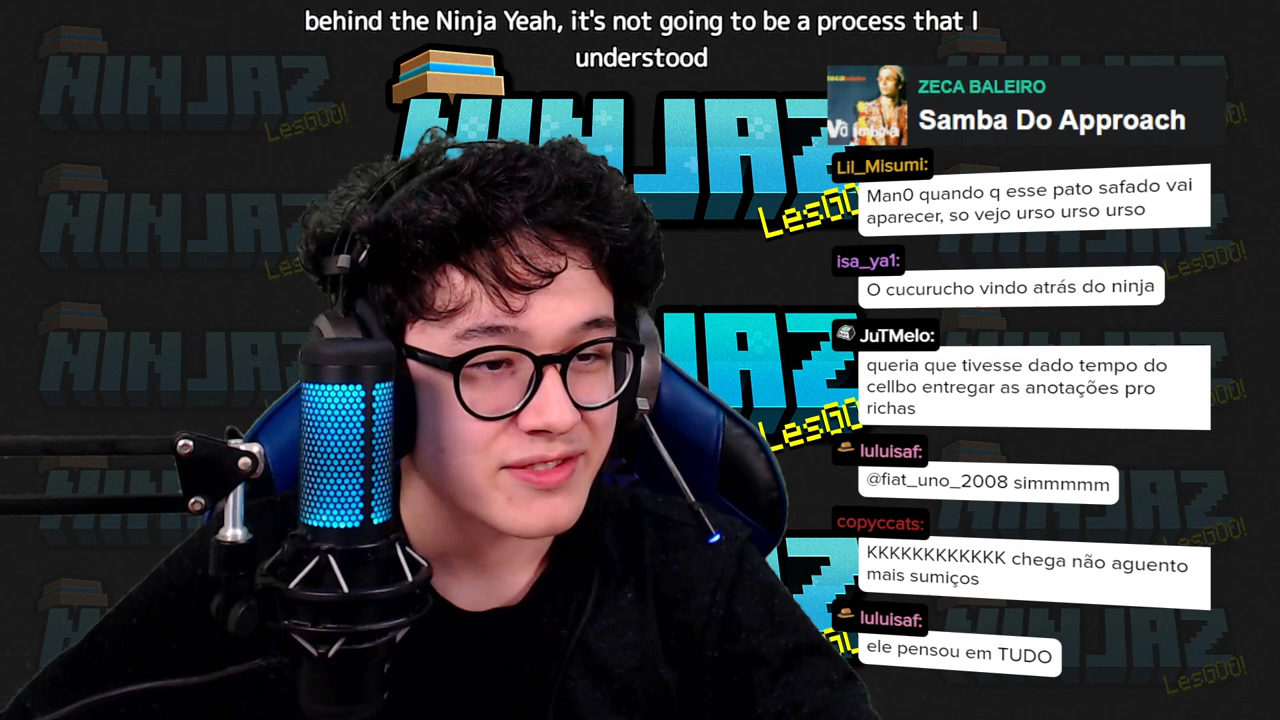 behind the Ninja Yeah, it's not going to be a process that I
understood
NINJAZ
LesGOO!
ZECA BALEIRO
Samba Do Approach
Lil_Misumi:
Man0 quando q esse pato safado vai
aparecer, so vejo urso urso urso
isa_ya1:
O cucurucho vindo atrás do ninja
JuTMelo:
queria que tivesse dado tempo do
cellbo entregar as anotações pro
richas
luluisaf:
@fiat_uno_2008 simmmmm
copyccats:
KKKKKKKKKKKK chega não aguento
mais sumiços
luluisaf:
ele pensou em TUDO